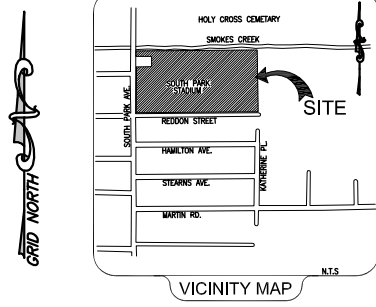 GRID NORTH
HOLY CROSS CEMETARY
SMOKES CREEK
SOUTH PARK AVE.
SOUTH PARK
STADIUM
SITE
REDDON STREET
HAMILTON AVE.
KATHERINE PL.
STEARNS AVE.
MARTIN RD.
N.T.S
VICINITY MAP